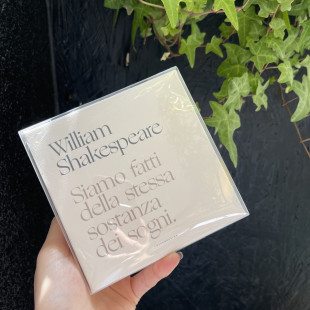 William
Shakespeare
Siamo fatti
della stessa
sostanza
dei sogni.